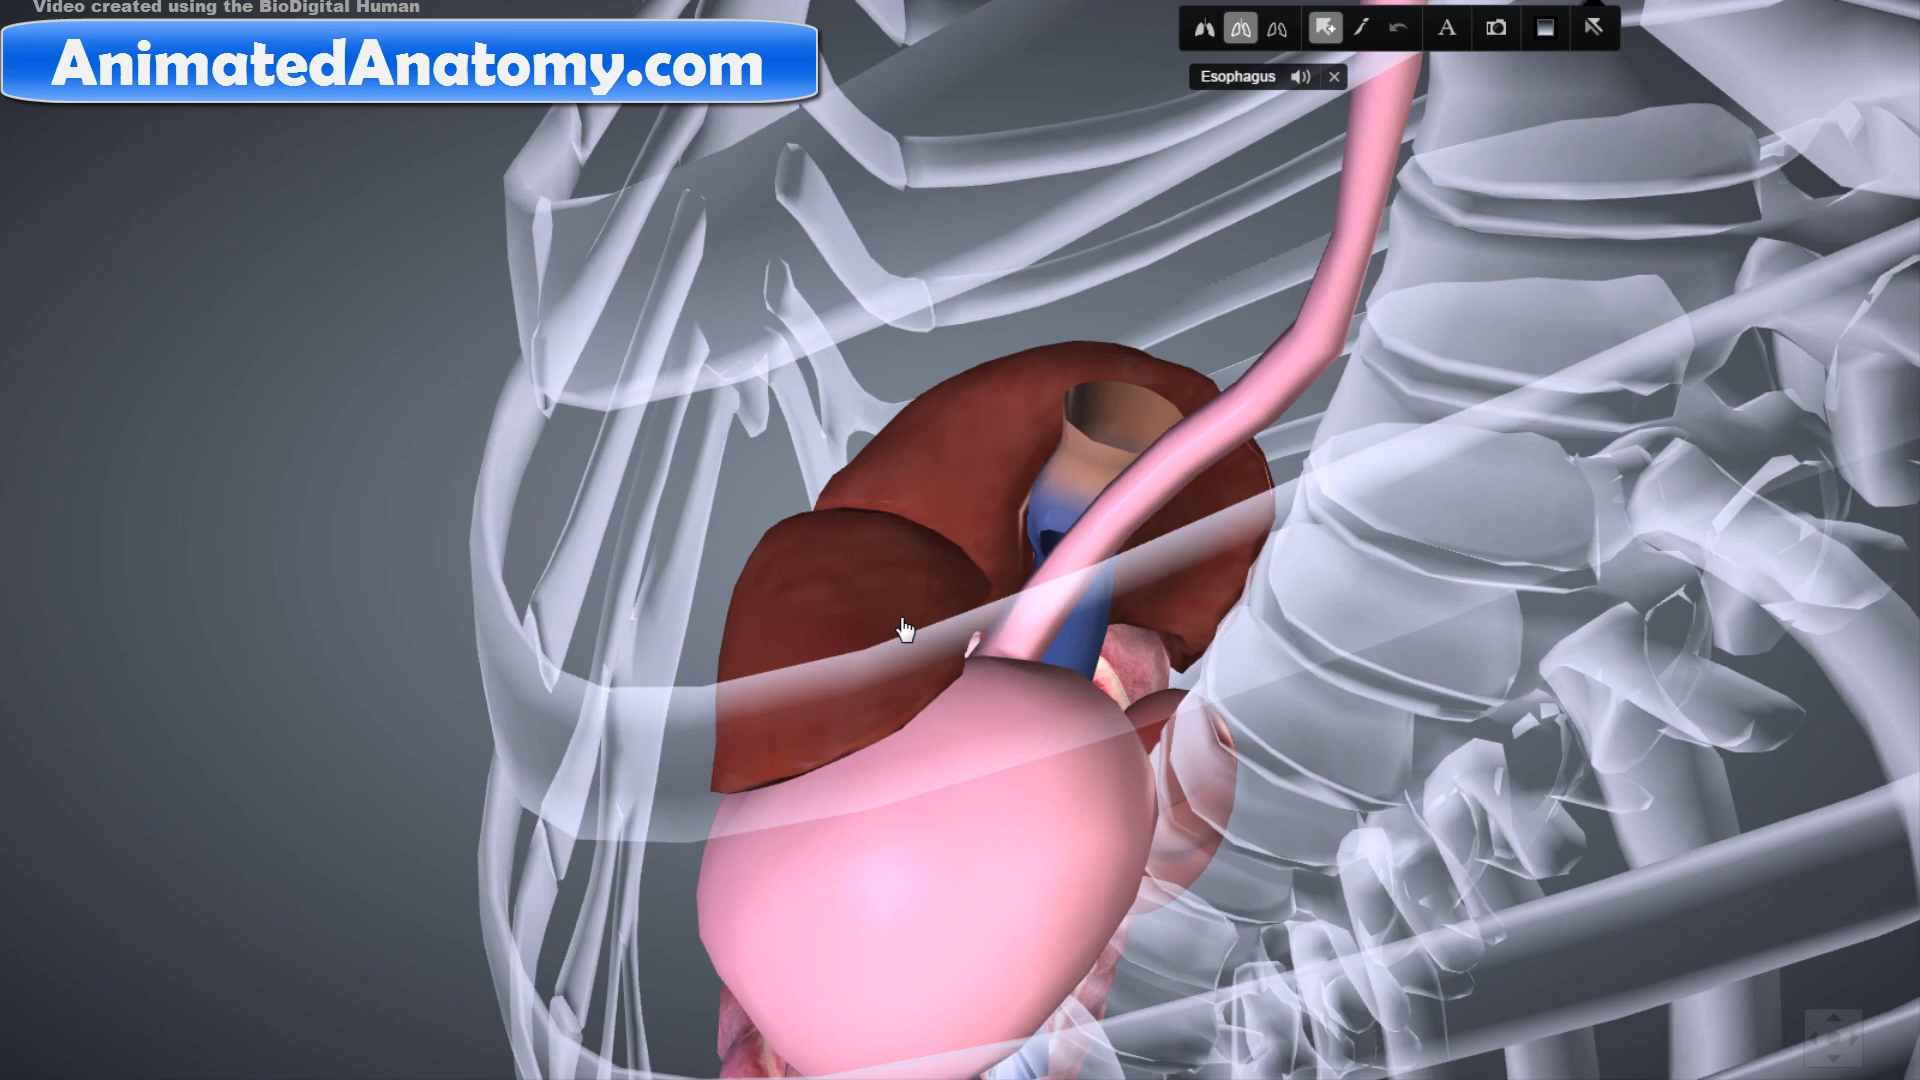 Video created using the BioDigital Human
AnimatedAnatomy.com
A
Esophagus